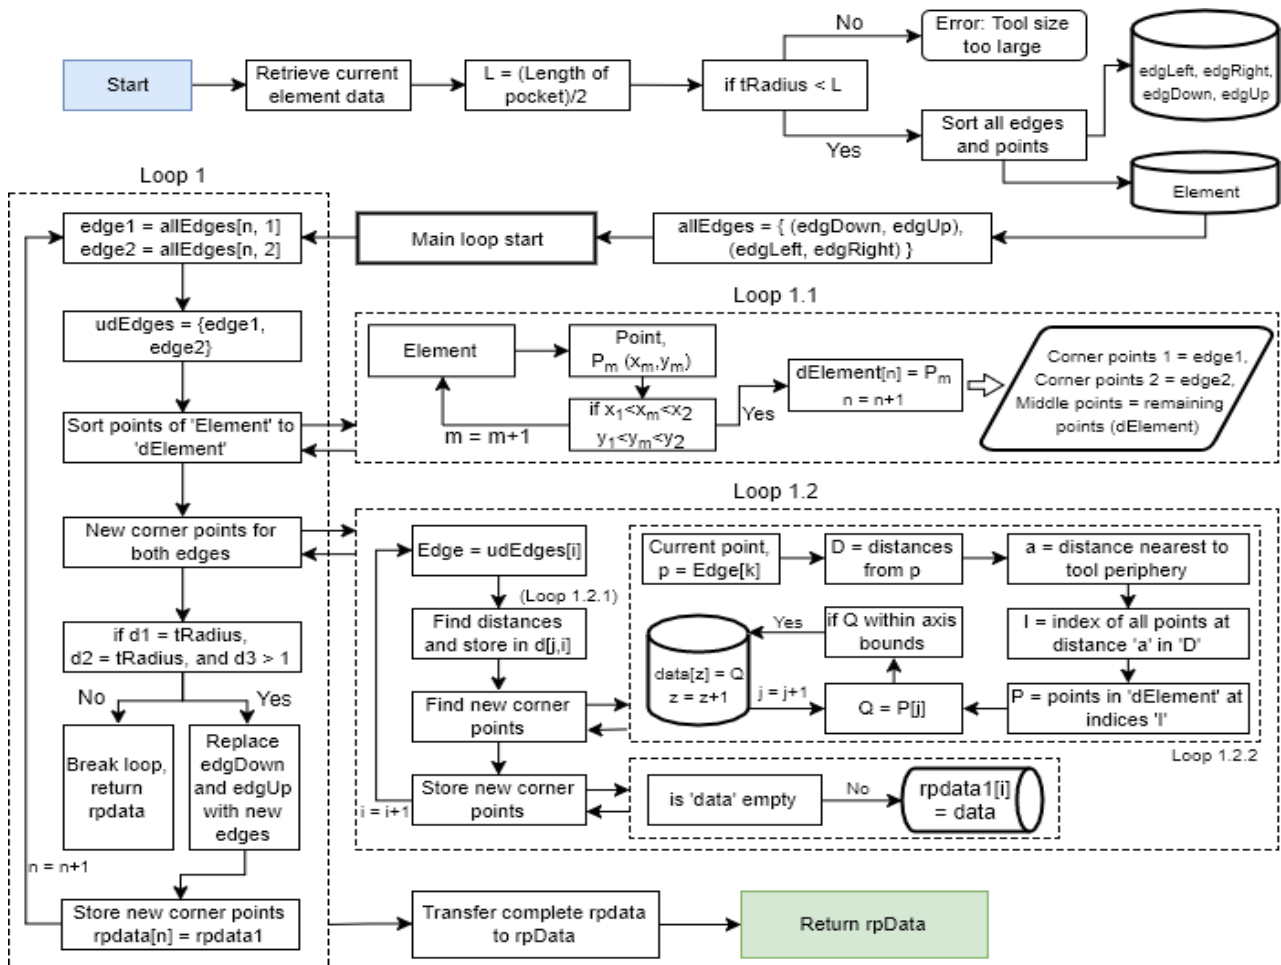 Start
Retrieve current
element data
L = (Length of
pocket)/2
if tRadius < L
No
Error: Tool size
too large
Yes
Sort all edges
and points
edgLeft, edgRight,
edgDown, edgUp
Element
allEdges = { (edgDown, edgUp),
(edgLeft, edgRight) }
Main loop start
Loop 1
edge1 = allEdges[n, 1]
edge2 = allEdges[n, 2]
udEdges = {edge1,
edge2}
Sort points of 'Element' to
'dElement'
New corner points for
both edges
if d1 = tRadius,
d2 = tRadius, and d3 > 1
No
Yes
Break loop,
return
rpdata
Replace
edgDown
and edgUp
with new
edges
n = n+1
Store new corner points
rpdata[n] = rpdata1
Loop 1.1
Element
Point,
Pm (xm,ym)
if x1<xm<x2
y1<ym<y2
m = m+1
Yes
dElement[n] = Pm
n = n+1
Corner points 1 = edge1,
Corner points 2 = edge2,
Middle points = remaining
points (dElement)
Loop 1.2
Edge = udEdges[i]
(Loop 1.2.1)
Find distances
and store in d[j,i]
Find new corner
points
Store new corner
points
i = i+1
Current point,
p = Edge[k]
D = distances
from p
a = distance nearest to
tool periphery
I = index of all points at
distance 'a' in 'D'
P = points in 'dElement' at
indices 'I'
Q = P[j]
if Q within axis
bounds
Yes
data[z] = Q
z = z+1
j = j+1
Loop 1.2.2
is 'data' empty
No
rpdata1[i]
= data
Transfer complete rpdata
to rpData
Return rpData